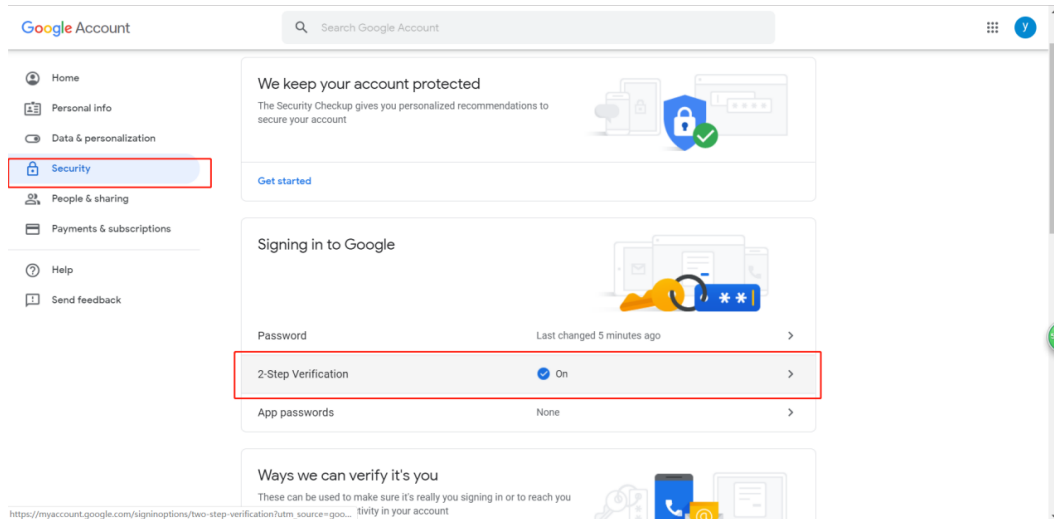 Google Account
Search Google Account
y
Home
Personal info
Data & personalization
Security
People & sharing
Payments & subscriptions
Help
Send feedback
We keep your account protected
The Security Checkup gives you personalized recommendations to
secure your account
Get started
Signing in to Google
**
Password Last changed 5 minutes ago
2-Step Verification On
App passwords None
Ways we can verify it's you
These can be used to make sure it's really you signing in or to reach you
tivity in your account
https://myaccount.google.com/signinoptions/two-step-verification?utm_source=goo...